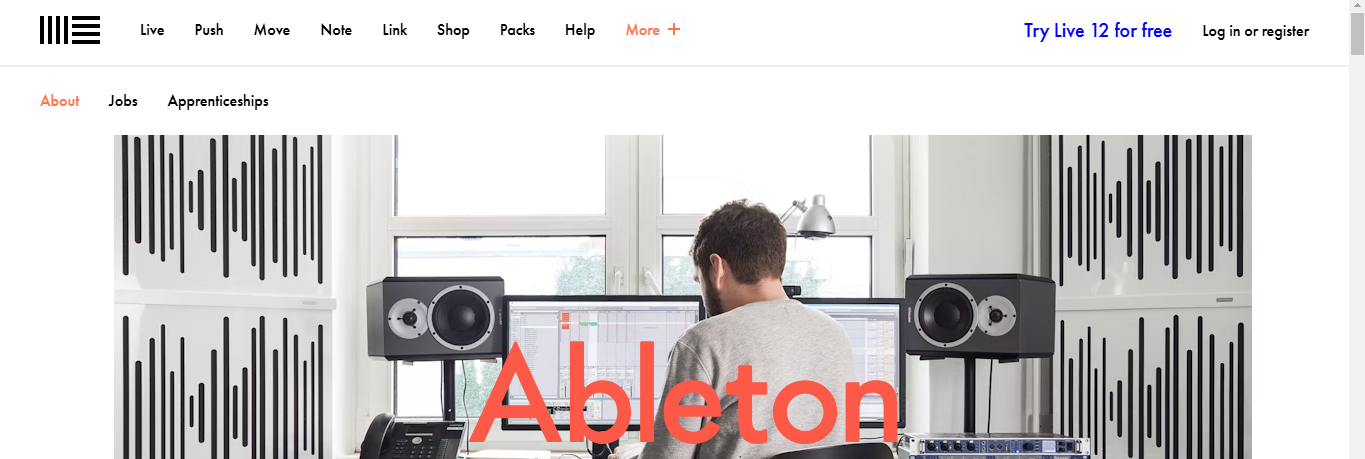 Live Push Move Note Link Shop Packs Help More + Try Live 12 for free Log in or register
About Jobs Apprenticeships
Ableton